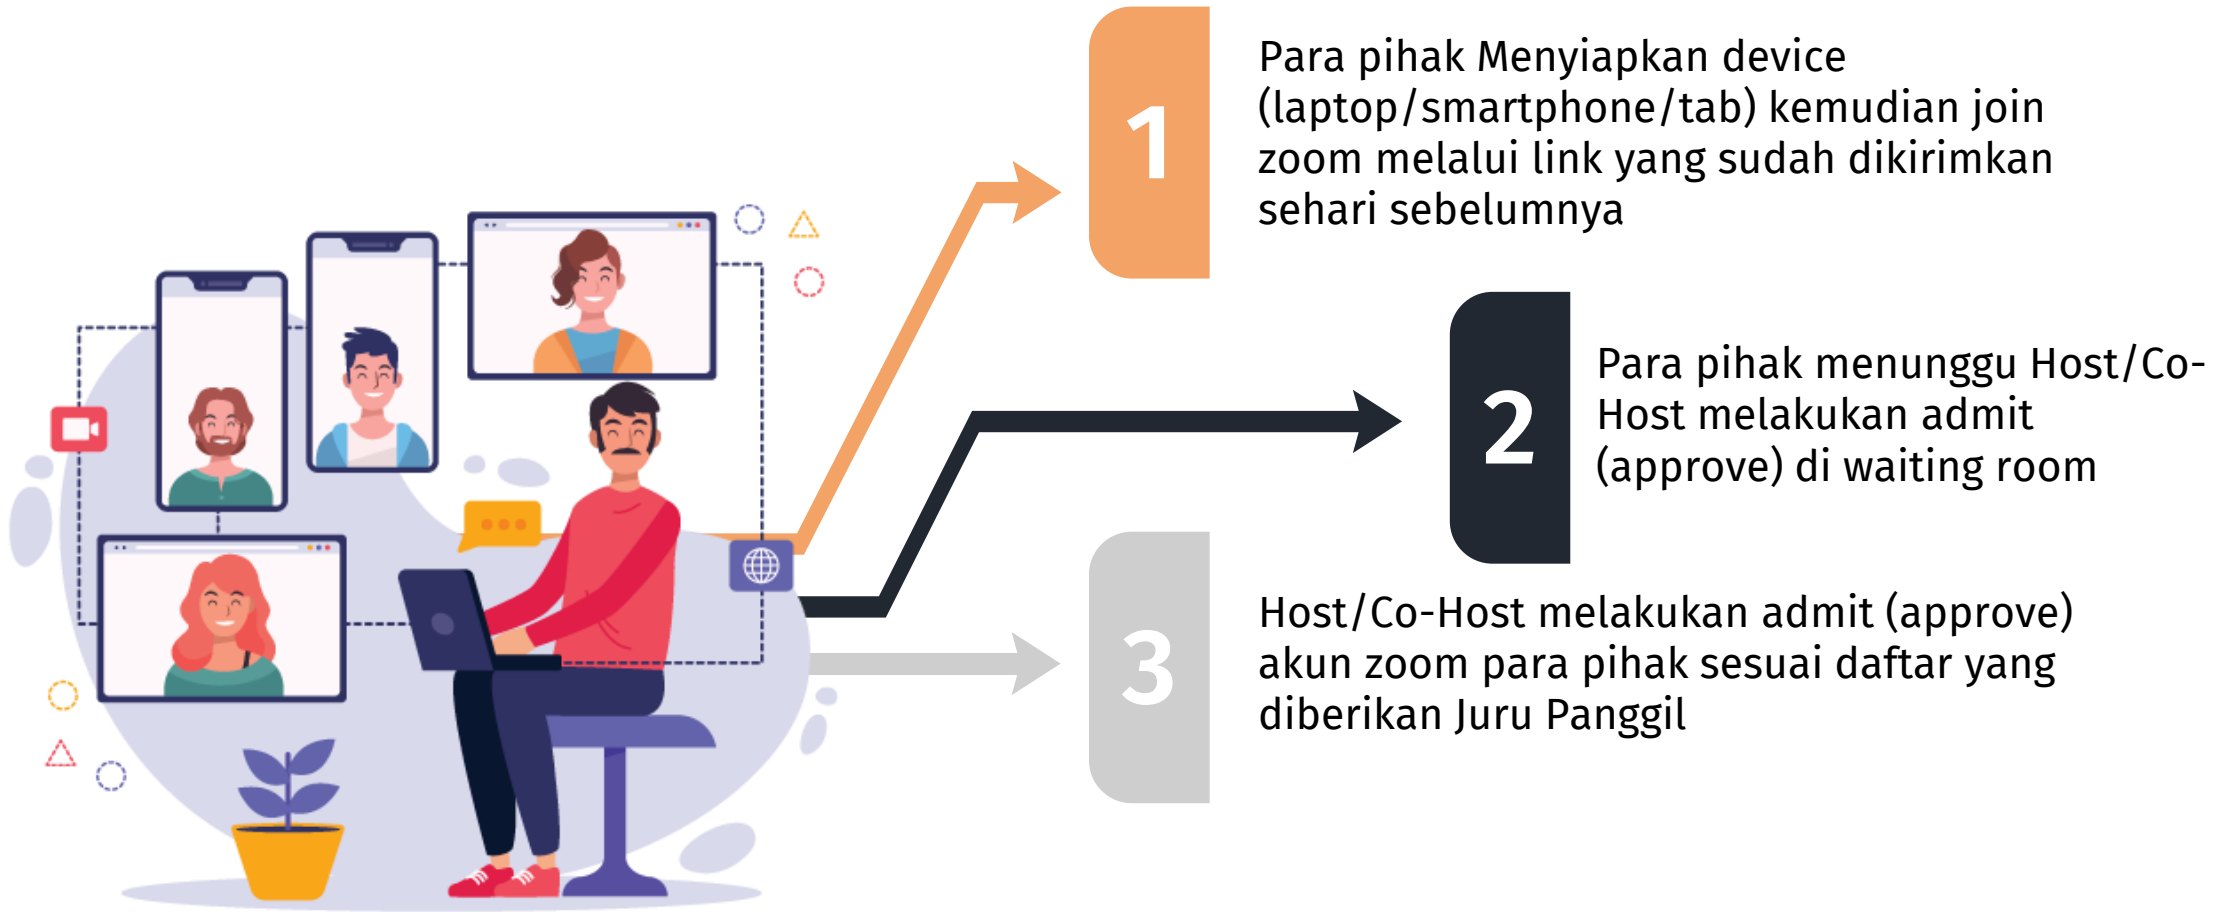 1
Para pihak Menyiapkan device
(laptop/smartphone/tab) kemudian join
zoom melalui link yang sudah dikirimkan
sehari sebelumnya
2
Para pihak menunggu Host/Co-
Host melakukan admit
(approve) di waiting room
3
Host/Co-Host melakukan admit (approve)
akun zoom para pihak sesuai daftar yang
diberikan Juru Panggil